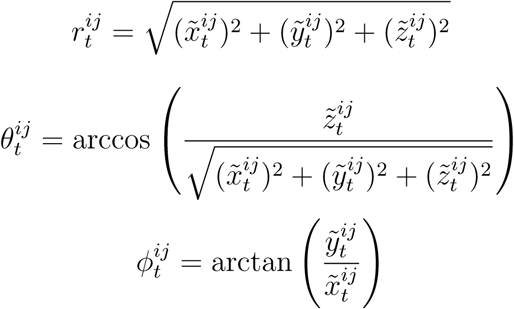 r_t^{ij} = \sqrt{(\tilde{x}_t^{ij})^2 + (\tilde{y}_t^{ij})^2 + (\tilde{z}_t^{ij})^2}
\theta_t^{ij} = \arccos\left(\frac{\tilde{z}_t^{ij}}{\sqrt{(\tilde{x}_t^{ij})^2 + (\tilde{y}_t^{ij})^2 + (\tilde{z}_t^{ij})^2}}\right)
\phi_t^{ij} = \arctan\left(\frac{\tilde{y}_t^{ij}}{\tilde{x}_t^{ij}}\right)